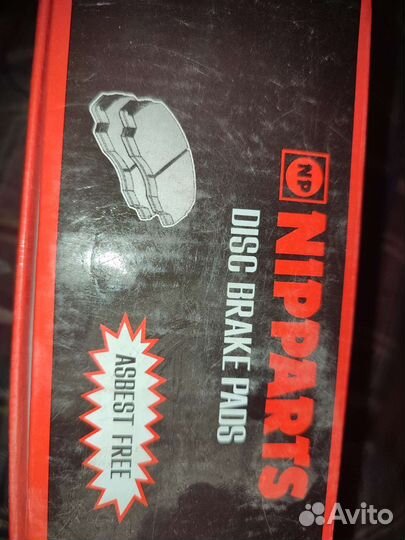 NP NIPPARTS
DISC BRAKE PADS
ASBEST FREE
Avito